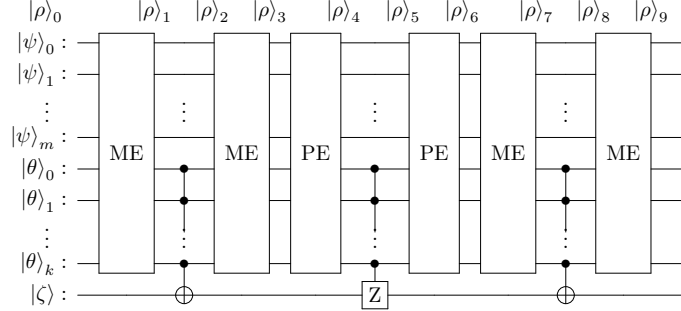 |ρ⟩₀ |ρ⟩₁ |ρ⟩₂ |ρ⟩₃ |ρ⟩₄ |ρ⟩₅ |ρ⟩₆ |ρ⟩₇ |ρ⟩₈ |ρ⟩₉
|ψ⟩₀ :
|ψ⟩₁ :
⋮ ⋮ ⋮ ⋮
|ψ⟩ₘ :
ME ME PE PE ME ME
|θ⟩₀ :
|θ⟩₁ :
⋮ ⋮ ⋮ ⋮
|θ⟩ₖ :
|ζ⟩ : Z